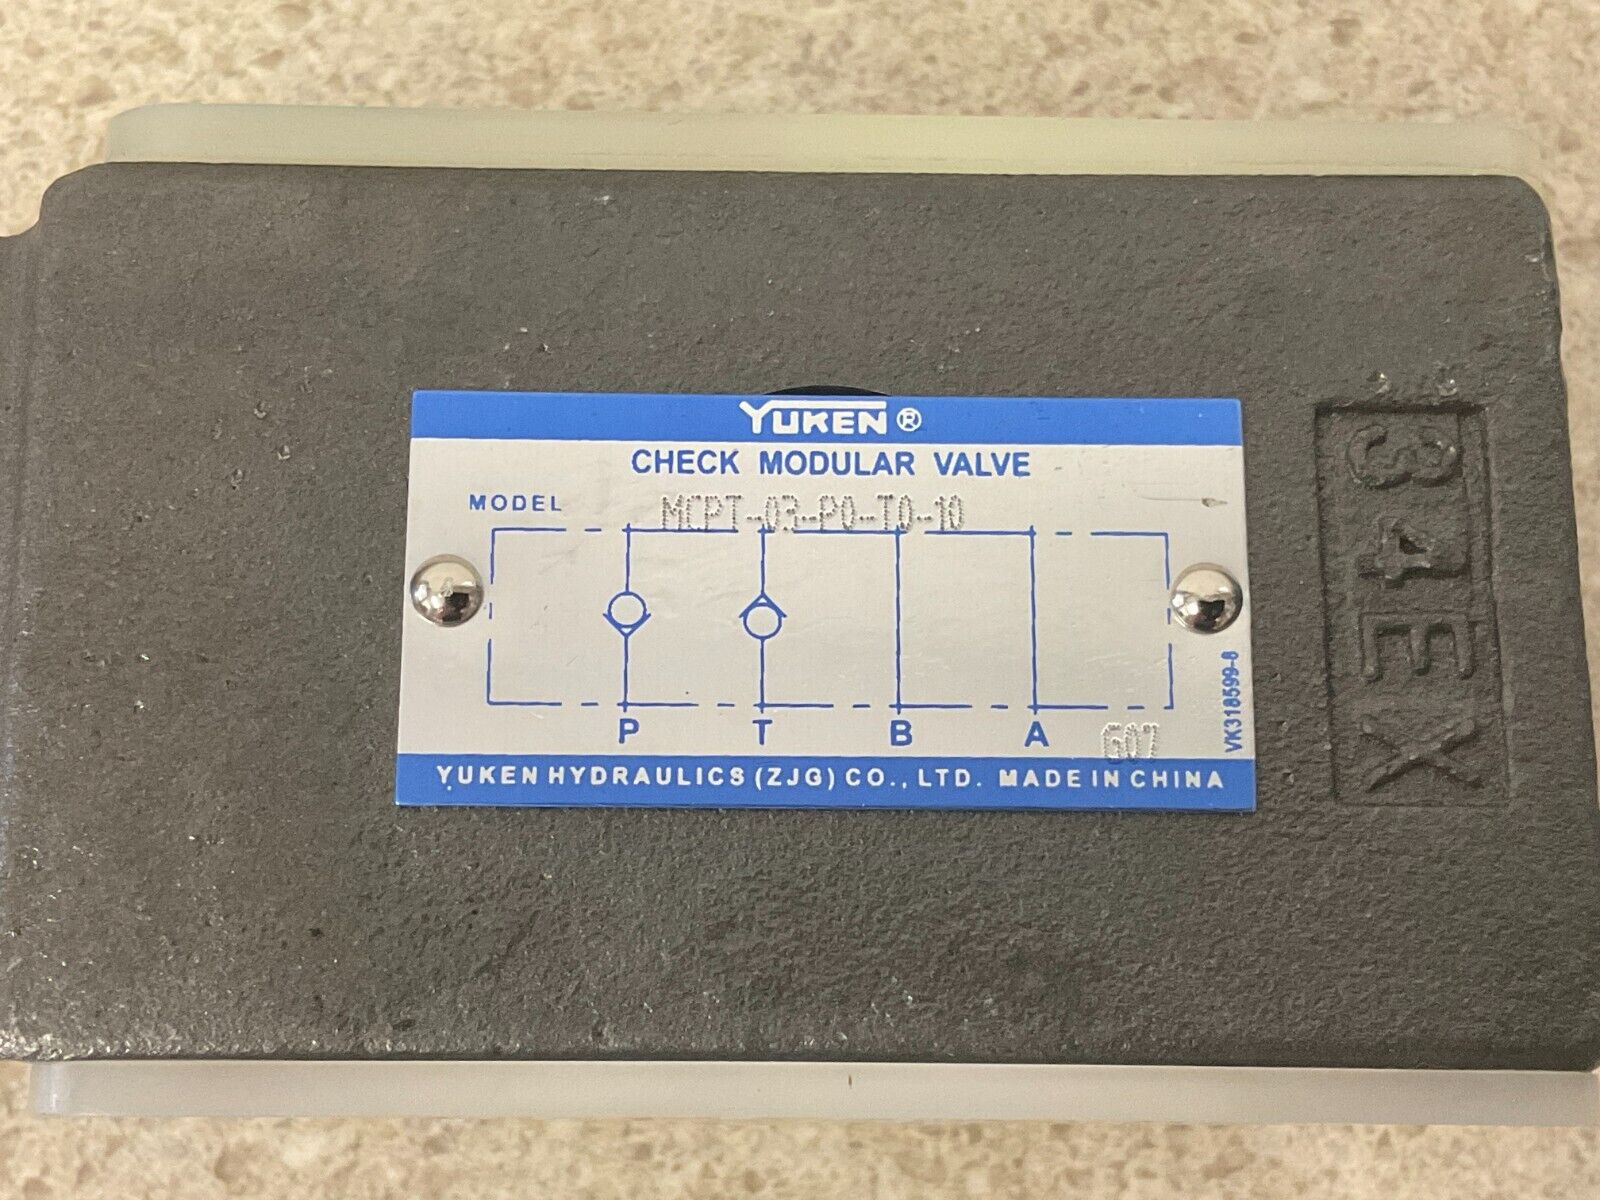 YUKEN®
CHECK MODULAR VALVE
MODEL MCPT-03-P0-T0-10
P T B A
G07
VK318599-8
YUKEN HYDRAULICS (ZJG) CO., LTD. MADE IN CHINA
34EX